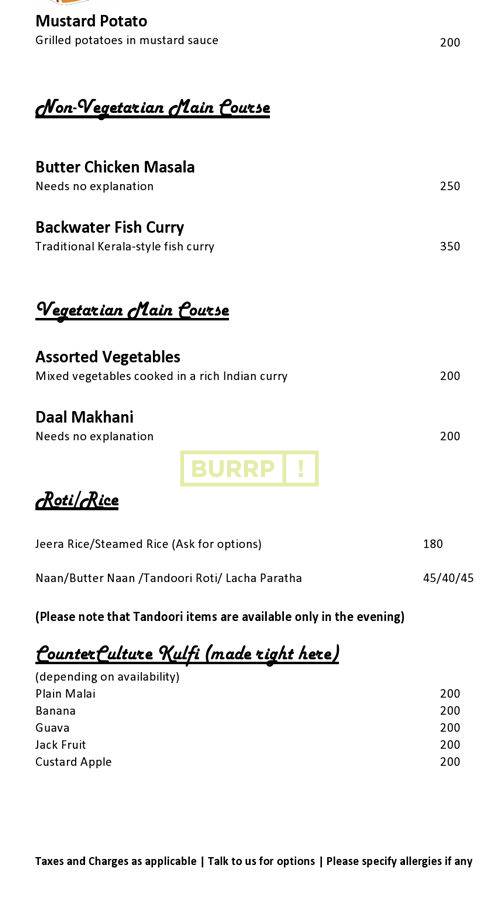 Mustard Potato
Grilled potatoes in mustard sauce 200
Non-Vegetarian Main Course
Butter Chicken Masala
Needs no explanation 250
Backwater Fish Curry
Traditional Kerala-style fish curry 350
Vegetarian Main Course
Assorted Vegetables
Mixed vegetables cooked in a rich Indian curry 200
Daal Makhani
Needs no explanation 200
BURRP !
Roti/Rice
Jeera Rice/Steamed Rice (Ask for options) 180
Naan/Butter Naan /Tandoori Roti/ Lacha Paratha 45/40/45
(Please note that Tandoori items are available only in the evening)
CounterCulture Kulfi (made right here)
(depending on availability)
Plain Malai 200
Banana 200
Guava 200
Jack Fruit 200
Custard Apple 200
Taxes and Charges as applicable | Talk to us for options | Please specify allergies if any